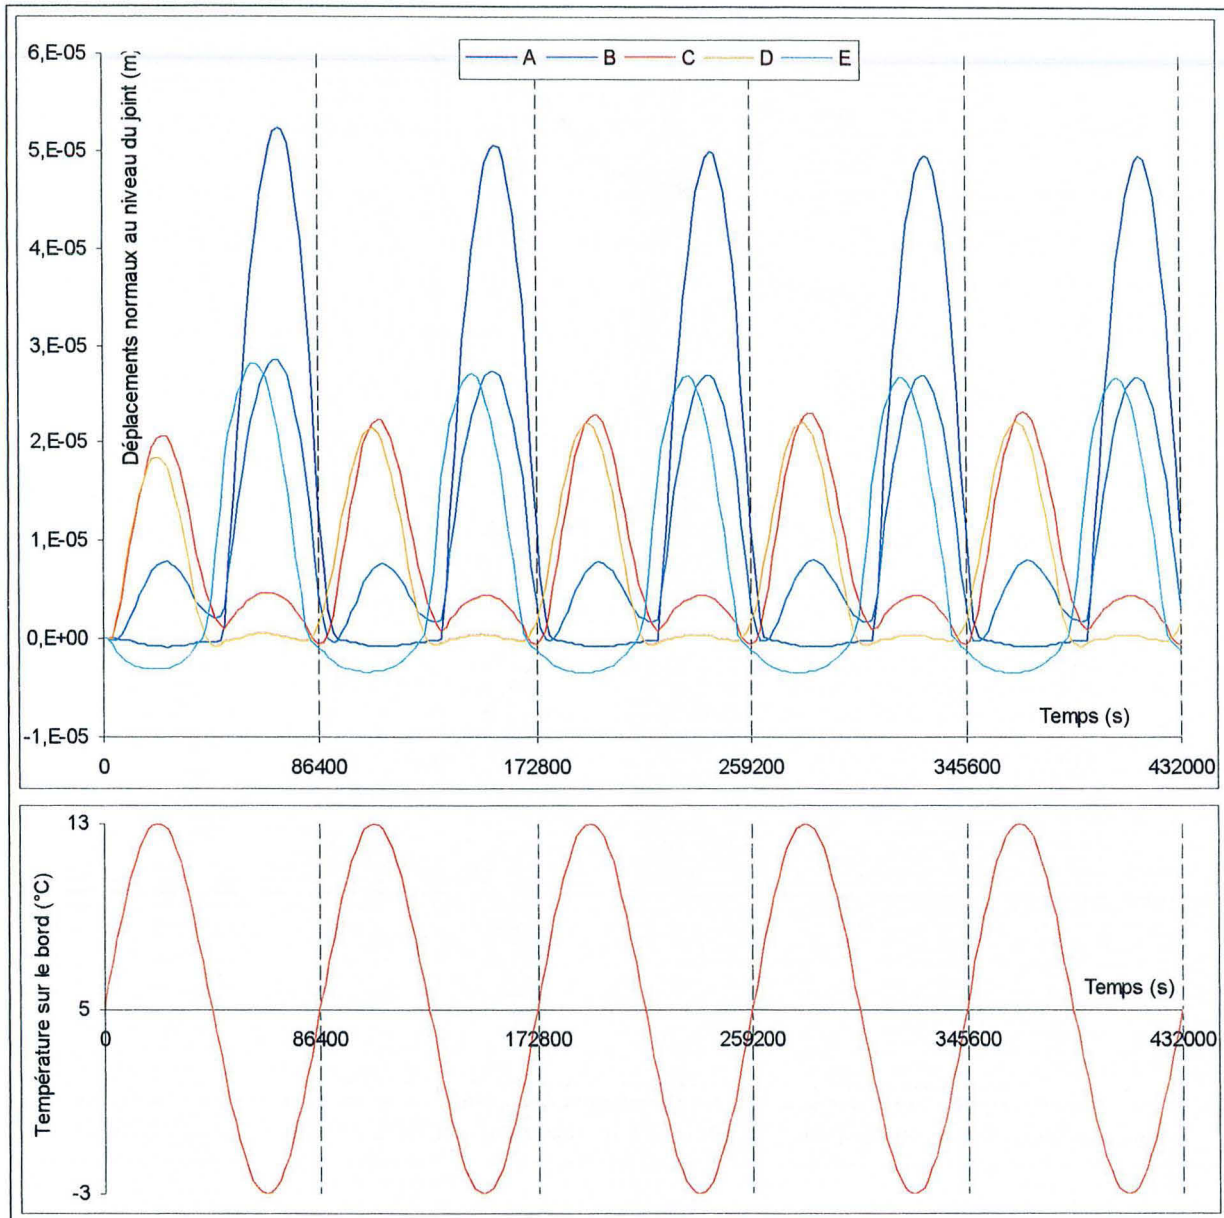 Déplacements normaux au niveau du joint (m)
A B C D E
6,E-05
5,E-05
4,E-05
3,E-05
2,E-05
1,E-05
0,E+00
-1,E-05
Temps (s)
0 86400 172800 259200 345600 432000
Température sur le bord (°C)
13
5
-3
Temps (s)
0 86400 172800 259200 345600 432000